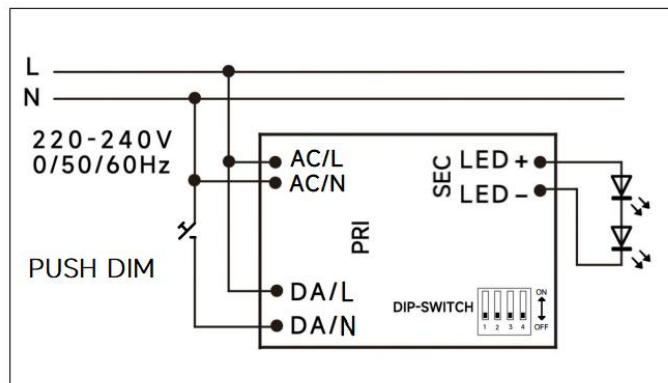 L
N
220-240V
0/50/60Hz
PUSH DIM
AC/L
AC/N
PRI
SEC
LED +
LED -
DA/L
DA/N
DIP-SWITCH
1 2 3 4
ON
OFF